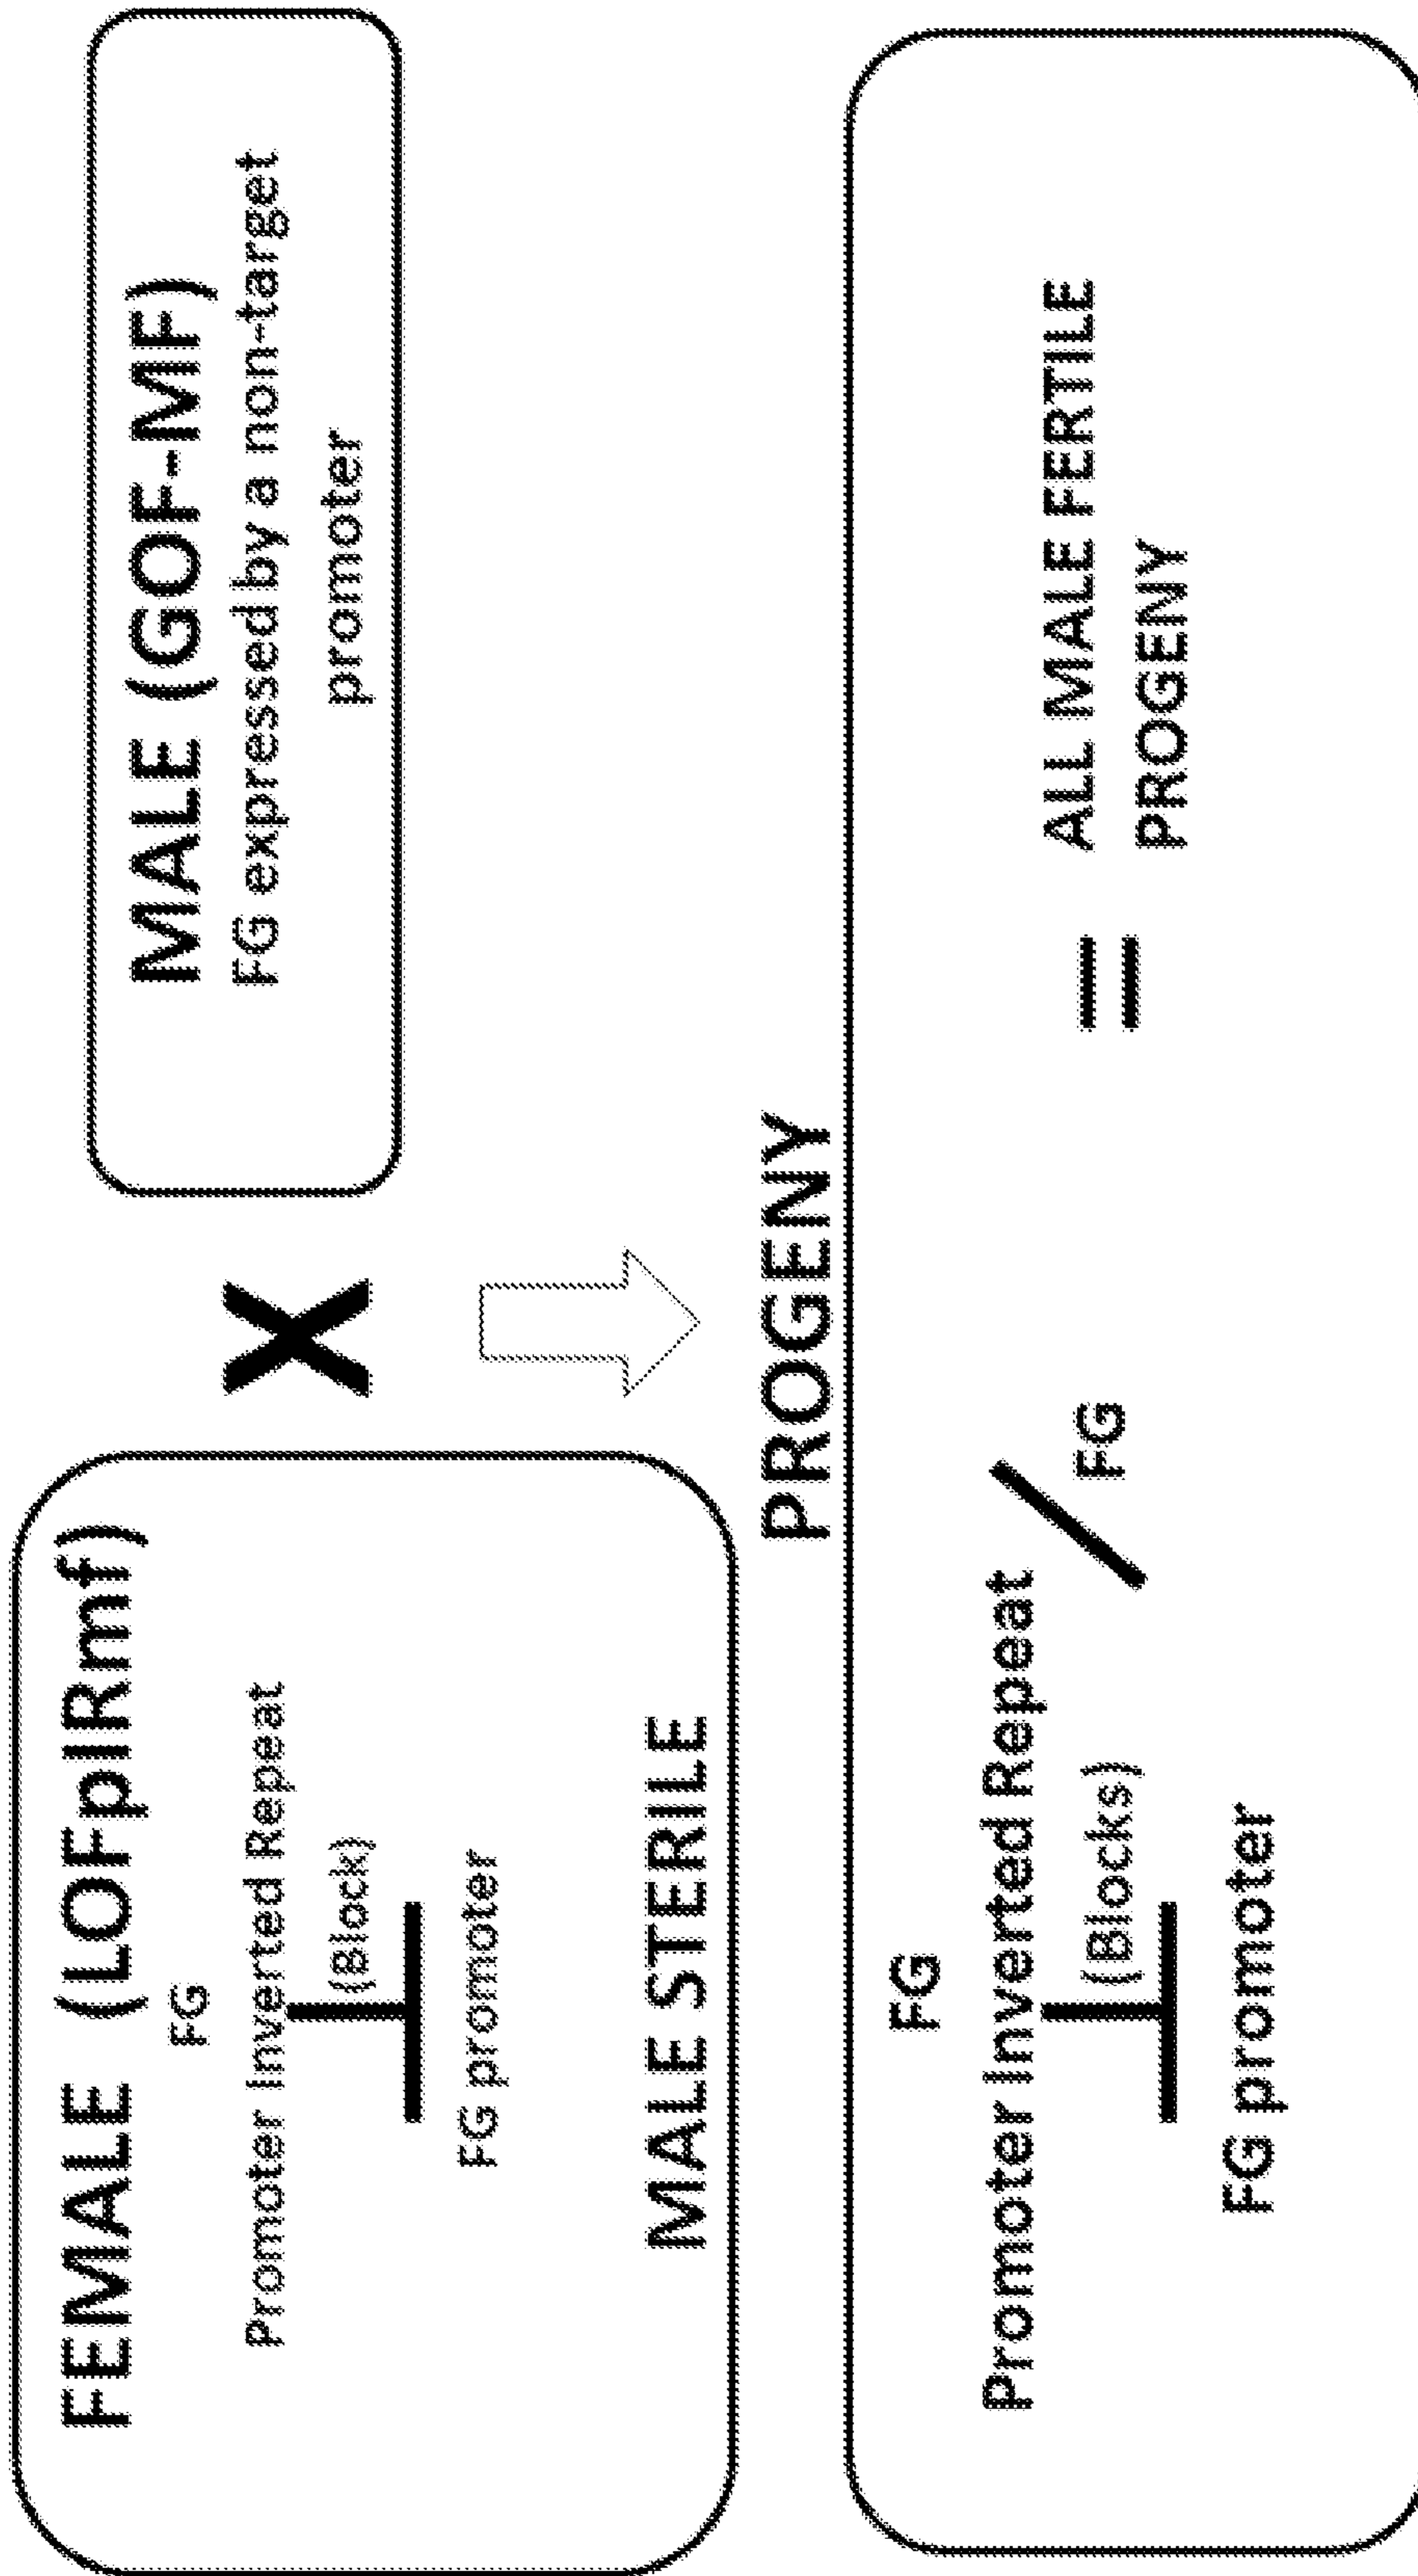 FEMALE (LOFpIRmf)
FG
Promoter Inverted Repeat
(Block)
FG promoter
MALE STERILE
X
MALE (GOF-MF)
FG expressed by a non-target
promoter
PROGENY
FG
Promoter Inverted Repeat
(Blocks)
FG promoter
/ FG
=
ALL MALE FERTILE
PROGENY